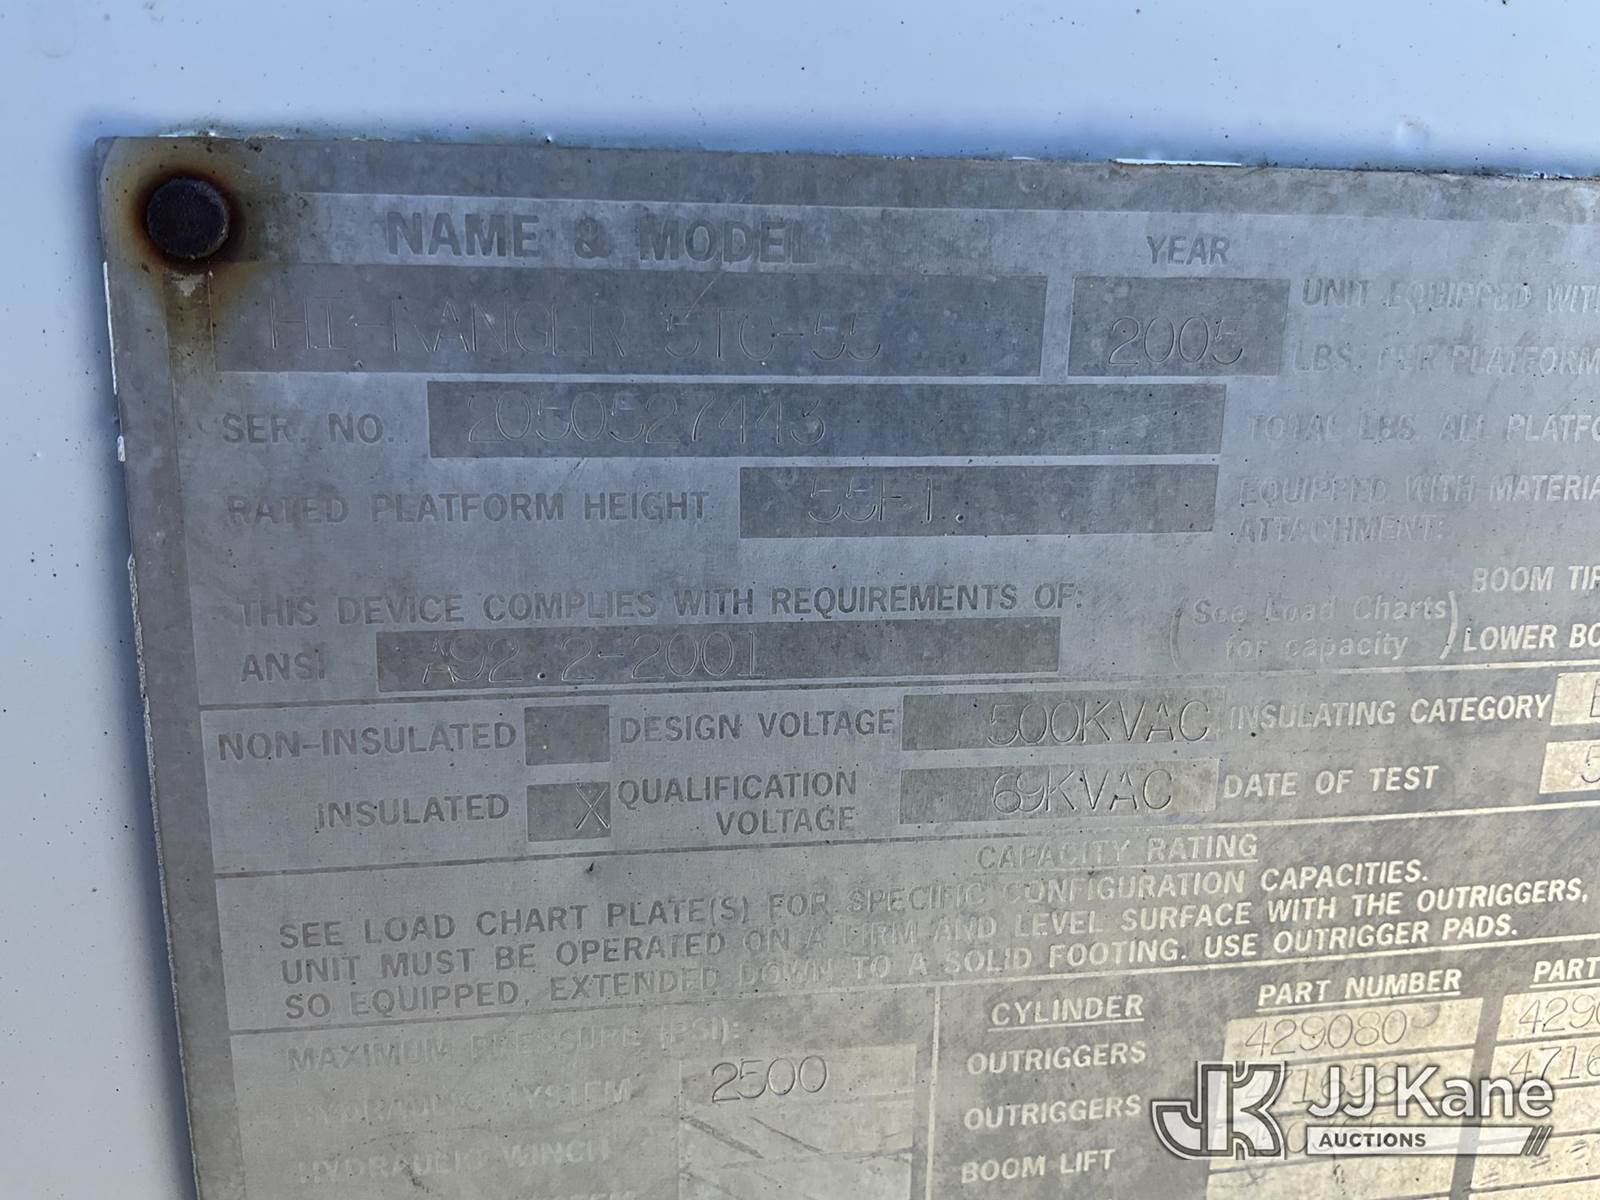 NAME & MODEL
YEAR
HI-RANGER 5TC-55
2005
UNIT EQUIPPED WITH
LBS. PER PLATFORM
SER. NO. 2050527443
TOTAL LBS. ALL PLATFO
RATED PLATFORM HEIGHT 55FT.
EQUIPPED WITH MATERIA
ATTACHMENT:
THIS DEVICE COMPLIES WITH REQUIREMENTS OF:
ANSI A92.2-2001
(See Load Charts for capacity)
BOOM TIP
LOWER BO
NON-INSULATED
DESIGN VOLTAGE 500KVAC
INSULATING CATEGORY
INSULATED X
QUALIFICATION VOLTAGE 69KVAC
DATE OF TEST 5
CAPACITY RATING
SEE LOAD CHART PLATE(S) FOR SPECIFIC CONFIGURATION CAPACITIES.
UNIT MUST BE OPERATED ON A FIRM AND LEVEL SURFACE WITH THE OUTRIGGERS,
SO EQUIPPED, EXTENDED DOWN TO A SOLID FOOTING. USE OUTRIGGER PADS.
MAXIMUM PRESSURE (PSI):
CYLINDER
PART NUMBER
PART
HYDRAULIC SYSTEM 2500
OUTRIGGERS 429080
4290
OUTRIGGERS
4716
HYDRAULIC WINCH
BOOM LIFT
JJ Kane
AUCTIONS